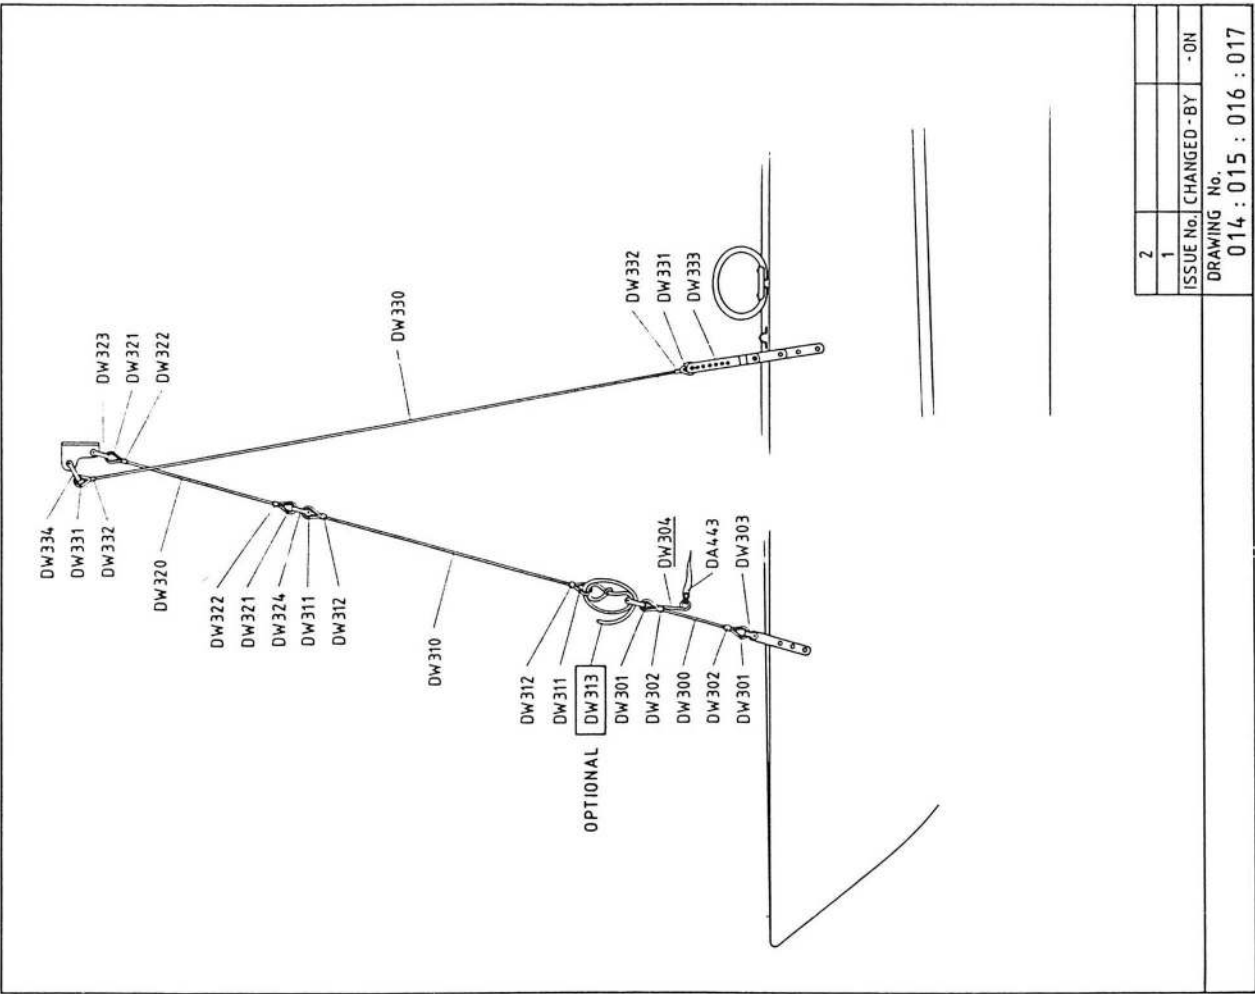 DW334
DW331
DW332
DW323
DW321
DW322
DW320
DW330
DW322
DW321
DW324
DW311
DW312
DW310
DW332
DW331
DW333
DW312
DW311
OPTIONAL DW313
DW301
DW302
DW300
DW302
DW301
DW304
DA443
DW303
2
1
ISSUE No. CHANGED-BY -ON
DRAWING No.
014 : 015 : 016 : 017